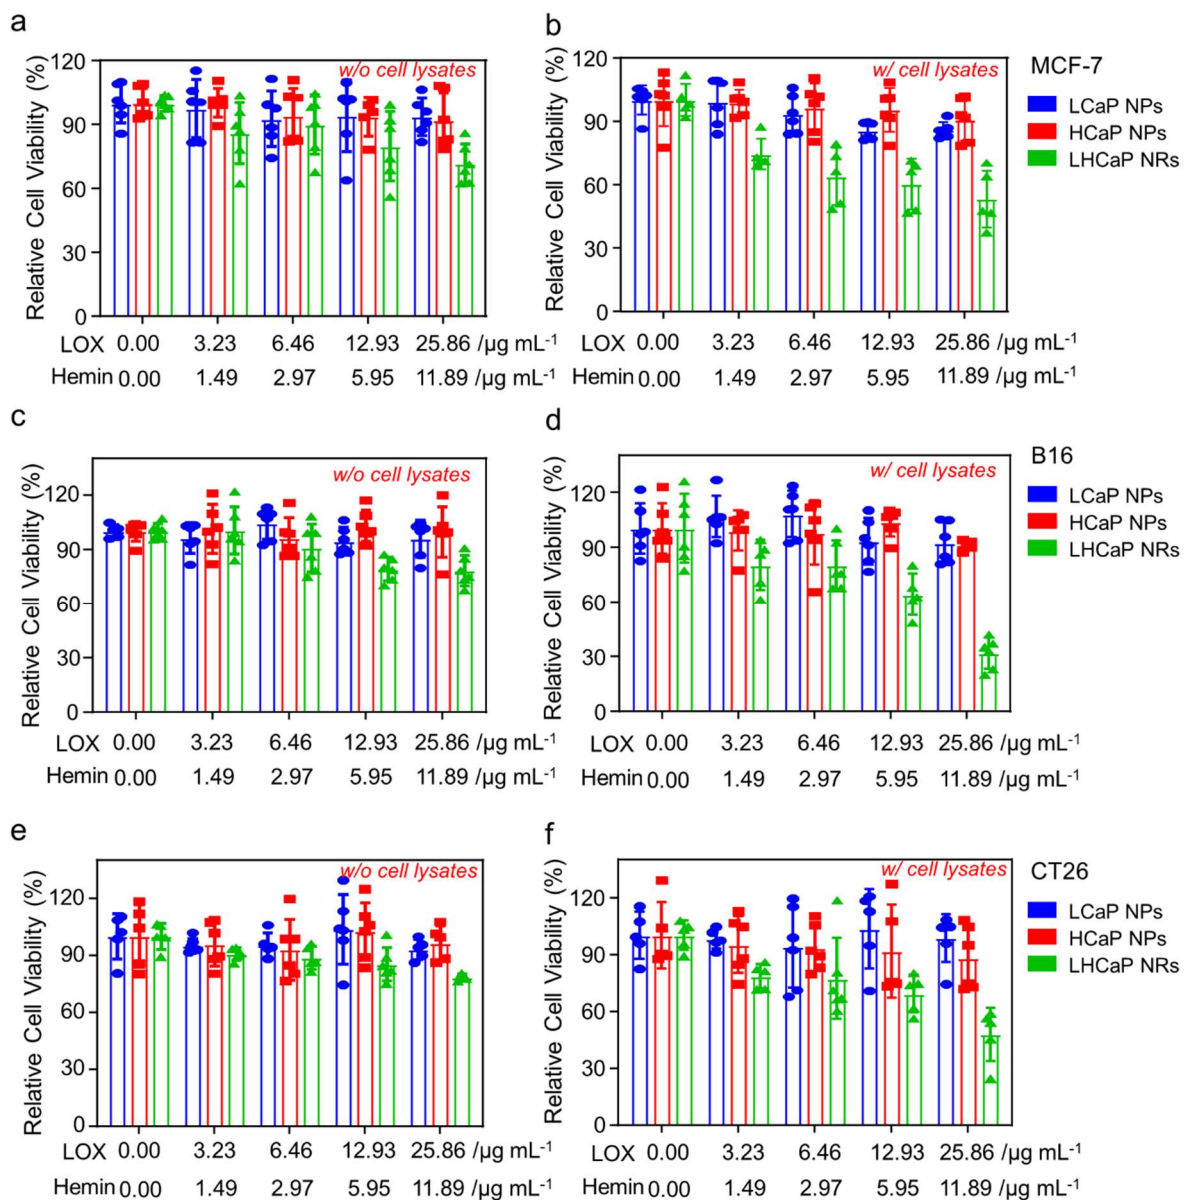 a
Relative Cell Viability (%)
120
90
60
30
0
w/o cell lysates
LOX 0.00 3.23 6.46 12.93 25.86 /µg mL-1
Hemin 0.00 1.49 2.97 5.95 11.89 /µg mL-1
b
Relative Cell Viability (%)
120
90
60
30
0
w/ cell lysates
LOX 0.00 3.23 6.46 12.93 25.86 /µg mL-1
Hemin 0.00 1.49 2.97 5.95 11.89 /µg mL-1
MCF-7
LCaP NPs
HCaP NPs
LHCaP NRs
c
Relative Cell Viability (%)
120
90
60
30
0
w/o cell lysates
LOX 0.00 3.23 6.46 12.93 25.86 /µg mL-1
Hemin 0.00 1.49 2.97 5.95 11.89 /µg mL-1
d
Relative Cell Viability (%)
120
90
60
30
0
w/ cell lysates
LOX 0.00 3.23 6.46 12.93 25.86 /µg mL-1
Hemin 0.00 1.49 2.97 5.95 11.89 /µg mL-1
B16
LCaP NPs
HCaP NPs
LHCaP NRs
e
Relative Cell Viability (%)
120
90
60
30
0
w/o cell lysates
LOX 0.00 3.23 6.46 12.93 25.86 /µg mL-1
Hemin 0.00 1.49 2.97 5.95 11.89 /µg mL-1
f
Relative Cell Viability (%)
120
90
60
30
0
w/ cell lysates
LOX 0.00 3.23 6.46 12.93 25.86 /µg mL-1
Hemin 0.00 1.49 2.97 5.95 11.89 /µg mL-1
CT26
LCaP NPs
HCaP NPs
LHCaP NRs